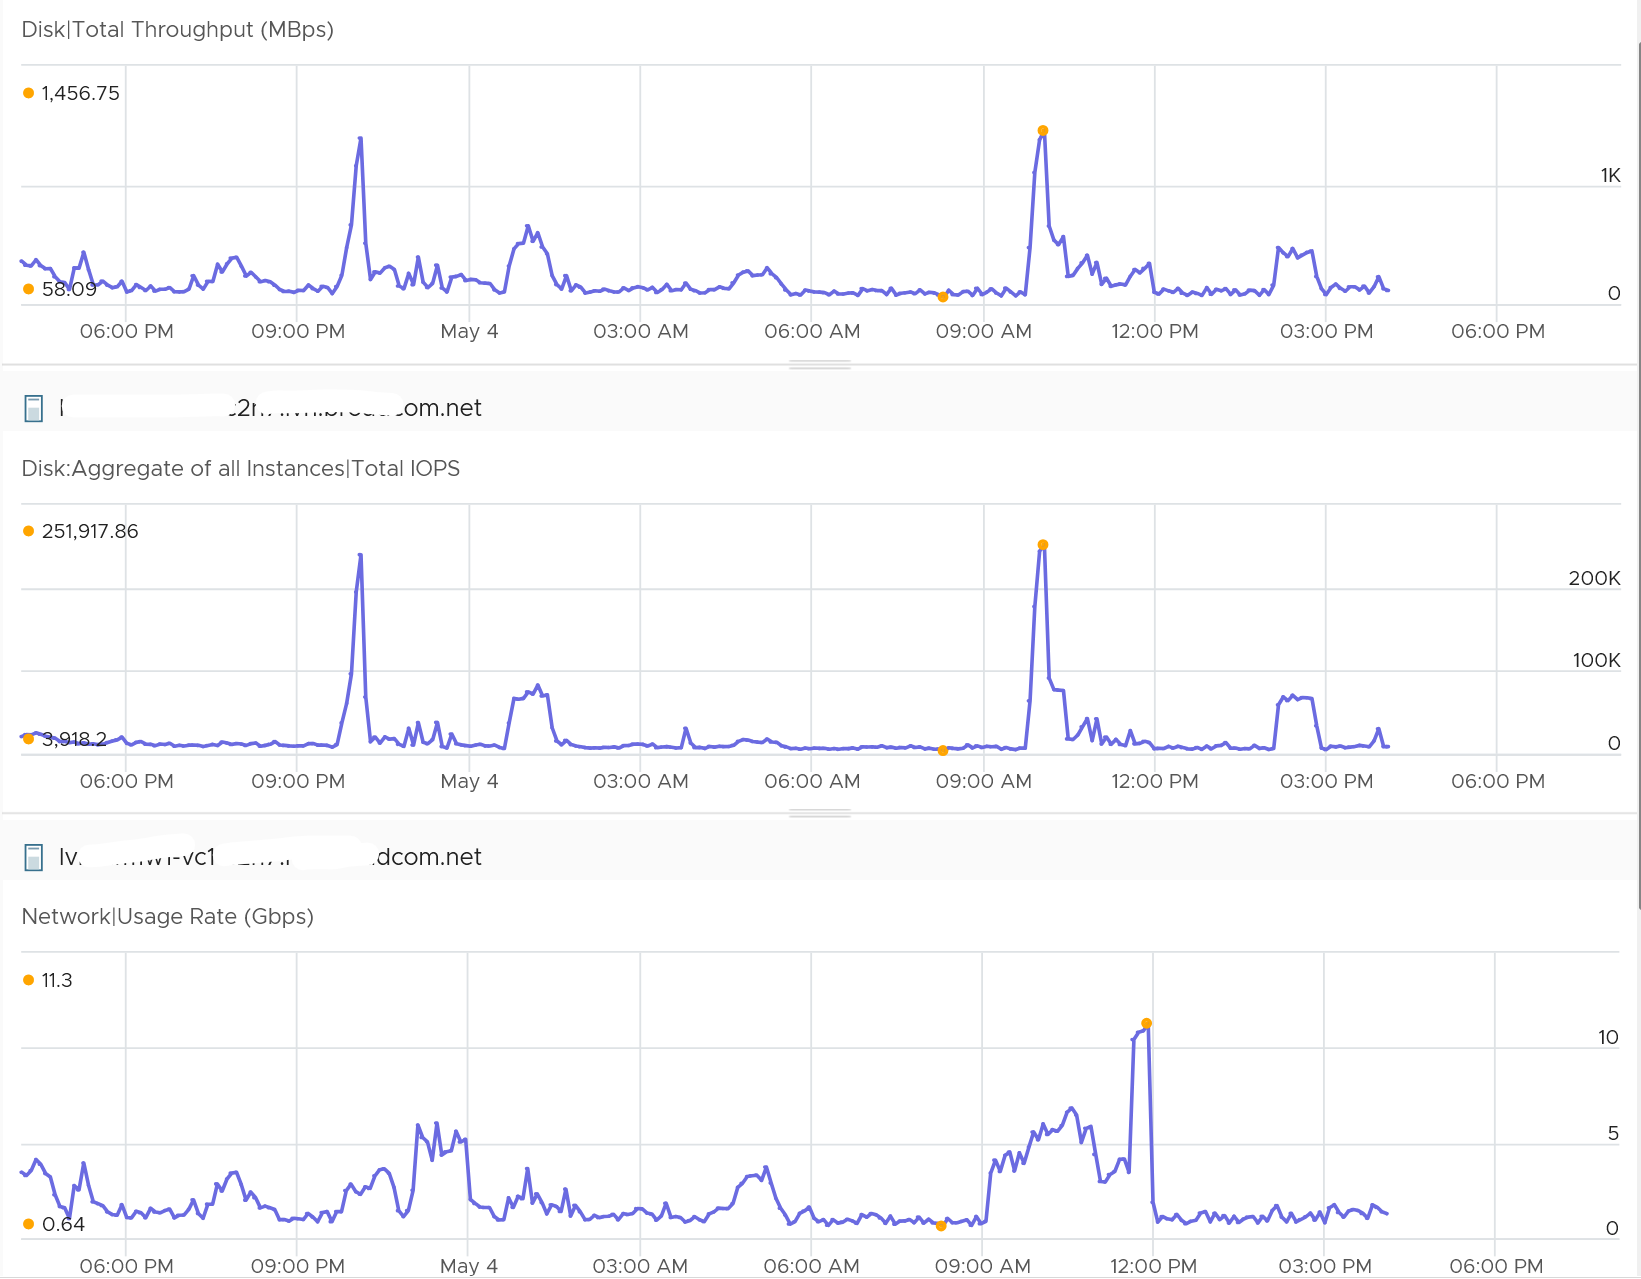 Disk|Total Throughput (MBps)
1,456.75
1K
58.09
0
06:00 PM 09:00 PM May 4 03:00 AM 06:00 AM 09:00 AM 12:00 PM 03:00 PM 06:00 PM
om.net
Disk:Aggregate of all Instances|Total IOPS
251,917.86
200K
100K
3,918.2
0
06:00 PM 09:00 PM May 4 03:00 AM 06:00 AM 09:00 AM 12:00 PM 03:00 PM 06:00 PM
lv -vc1 dcom.net
Network|Usage Rate (Gbps)
11.3
10
5
0.64
0
06:00 PM 09:00 PM May 4 03:00 AM 06:00 AM 09:00 AM 12:00 PM 03:00 PM 06:00 PM